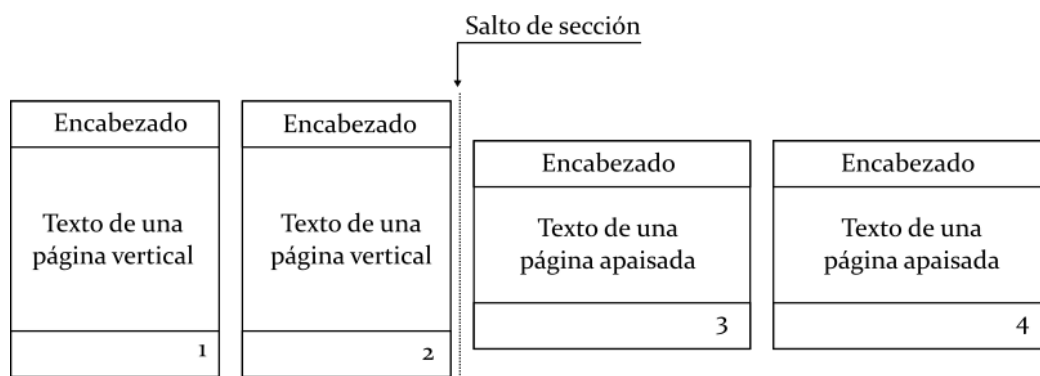 Salto de sección
Encabezado
Texto de una
página vertical
1
Encabezado
Texto de una
página vertical
2
Encabezado
Texto de una
página apaisada
3
Encabezado
Texto de una
página apaisada
4